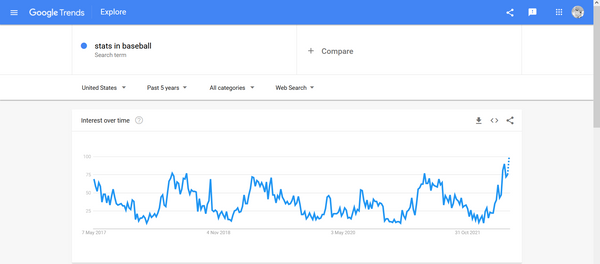 Google Trends Explore
stats in baseball
Search term
+ Compare
United States Past 5 years All categories Web Search
Interest over time
100
75
50
25
7 May 2017 4 Nov 2018 3 May 2020 31 Oct 2021